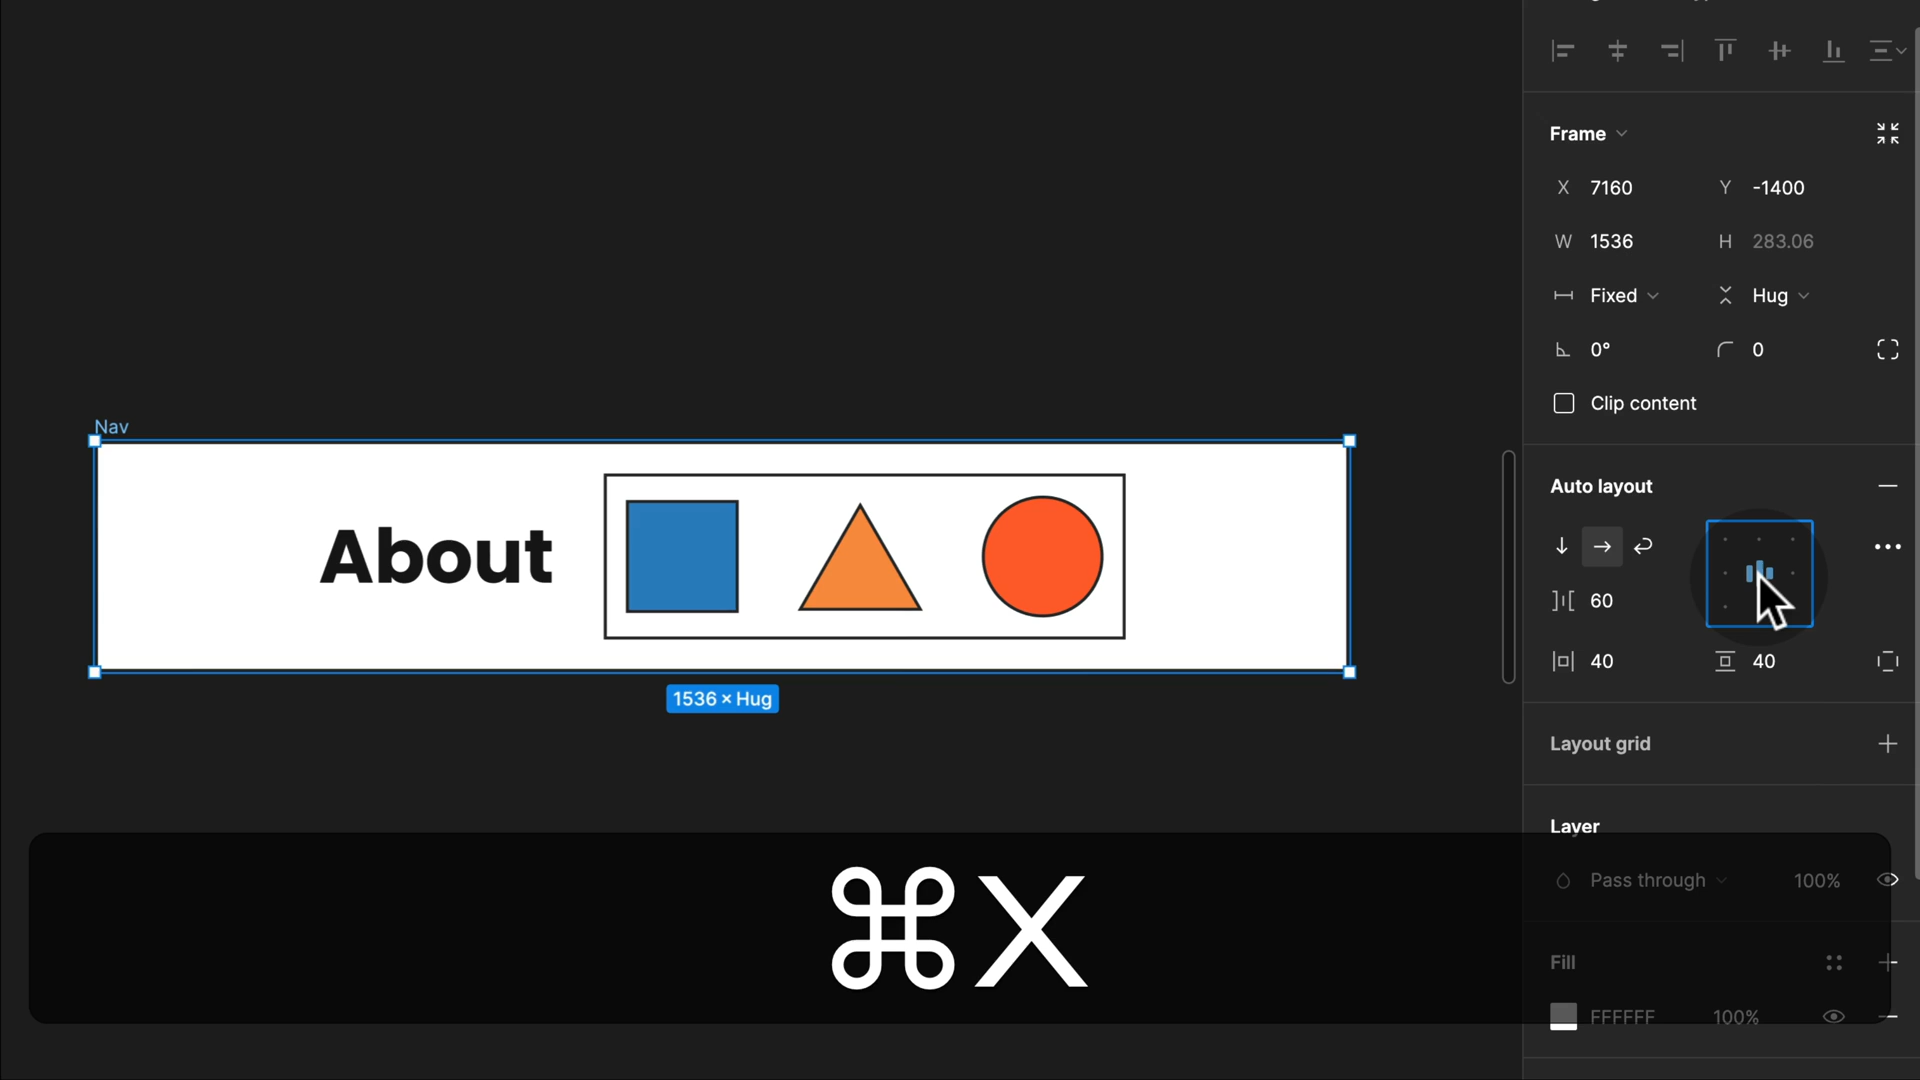 Frame
X 7160 Y -1400
W 1536 H 283.06
Fixed Hug
0° 0
Clip content
Nav
About
1536 × Hug
Auto layout
60
40 40
Layout grid
Layer
Pass through 100%
Fill
FFFFFF 100%
⌘X